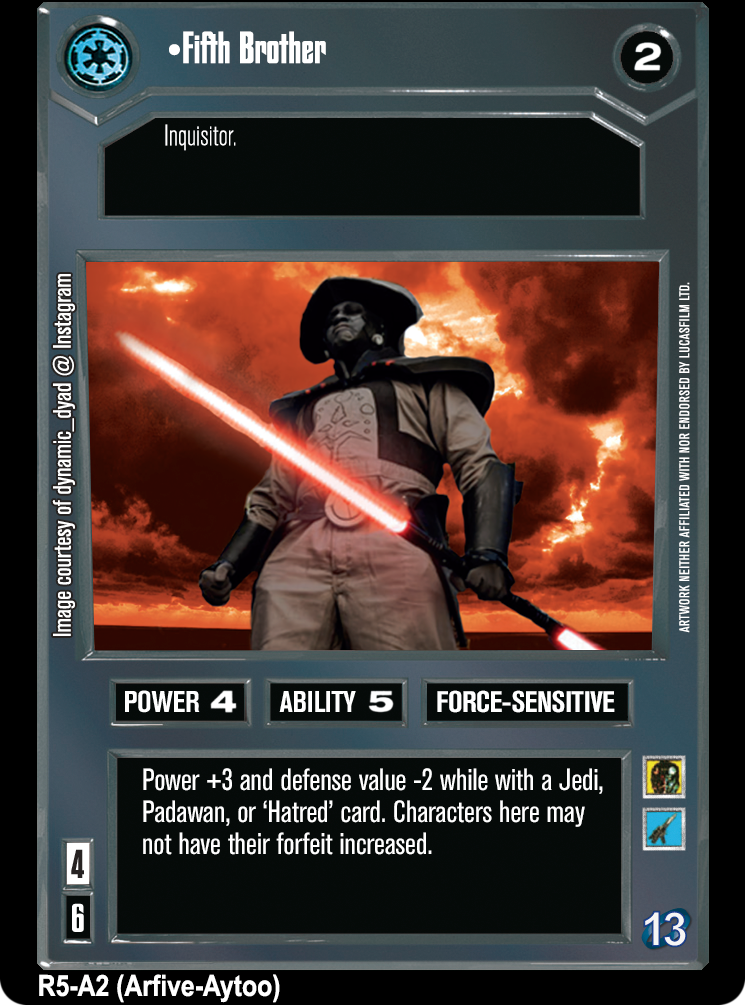 •Fifth Brother
2
Inquisitor.
Image courtesy of dynamic_dyad @ Instagram
ARTWORK NEITHER AFFILIATED WITH NOR ENDORSED BY LUCASFILM LTD.
POWER 4
ABILITY 5
FORCE-SENSITIVE
Power +3 and defense value -2 while with a Jedi,
Padawan, or ‘Hatred’ card. Characters here may
not have their forfeit increased.
4
6
13
R5-A2 (Arfive-Aytoo)